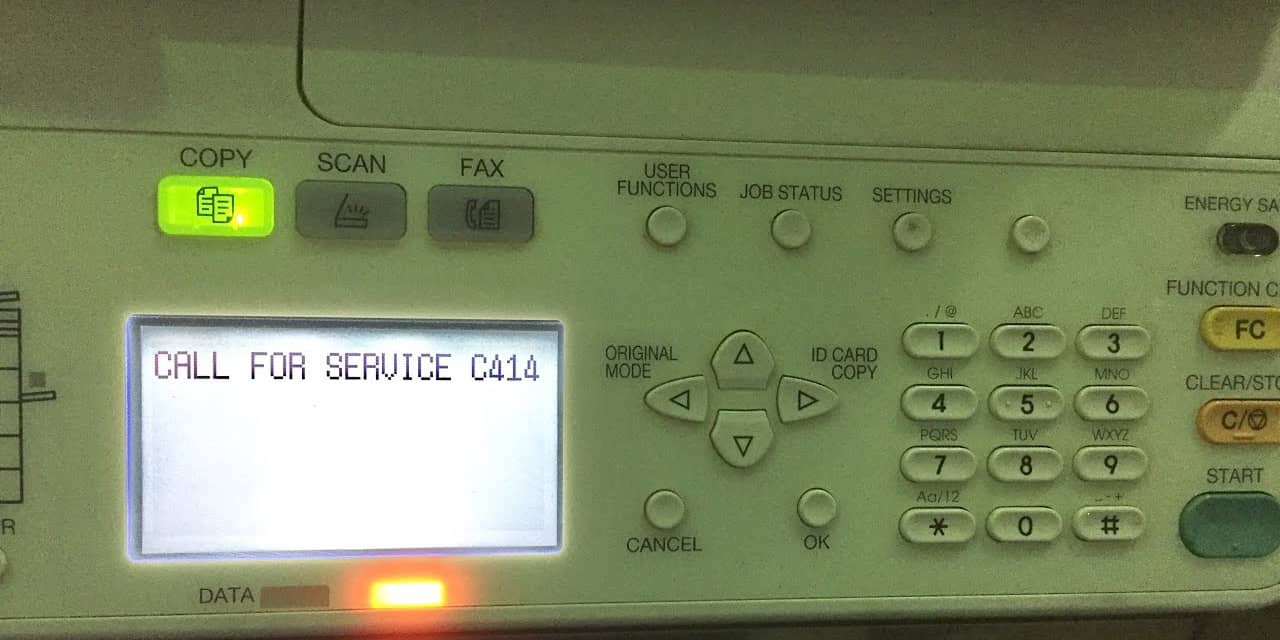 COPY
SCAN
FAX
USER
FUNCTIONS
JOB STATUS
SETTINGS
ENERGY SA
FUNCTION C
FC
CLEAR/STO
C/
START
CALL FOR SERVICE C414
ORIGINAL
MODE
ID CARD
COPY
CANCEL
OK
. / @
ABC
DEF
1
2
3
GHI
JKL
MNO
4
5
6
PQRS
TUV
WXYZ
7
8
9
Aa/12
_ - +
*
0
#
R
DATA